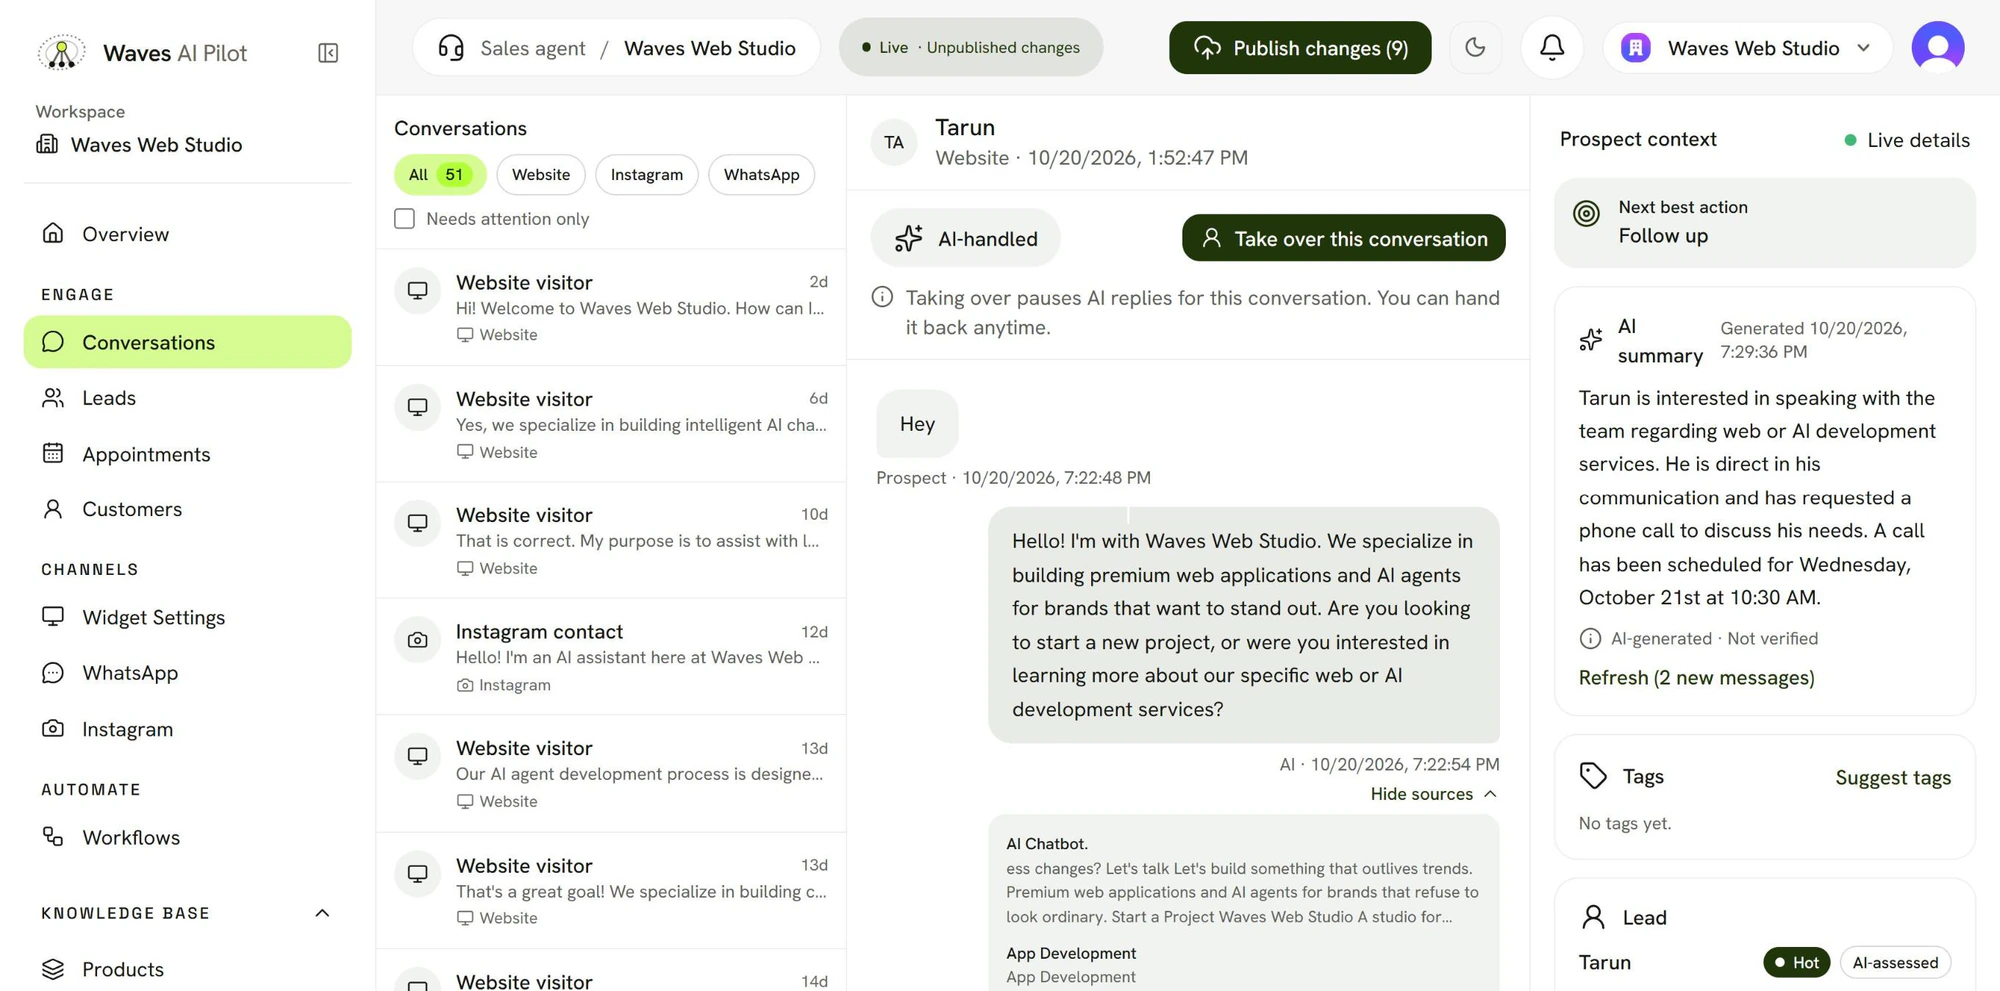 Waves AI Pilot
Workspace
Waves Web Studio
Overview
ENGAGE
Conversations
Leads
Appointments
Customers
CHANNELS
Widget Settings
WhatsApp
Instagram
AUTOMATE
Workflows
KNOWLEDGE BASE
Products
Sales agent / Waves Web Studio
Live · Unpublished changes
Publish changes (9)
Waves Web Studio
Conversations
All 51
Website
Instagram
WhatsApp
Needs attention only
Website visitor 2d
Hi! Welcome to Waves Web Studio. How can I...
Website
Website visitor 6d
Yes, we specialize in building intelligent AI cha...
Website
Website visitor 10d
That is correct. My purpose is to assist with l...
Website
Instagram contact 12d
Hello! I'm an AI assistant here at Waves Web ...
Instagram
Website visitor 13d
Our AI agent development process is designe...
Website
Website visitor 13d
That's a great goal! We specialize in building c...
Website
Website visitor 14d
TA
Tarun
Website · 10/20/2026, 1:52:47 PM
AI-handled
Take over this conversation
Taking over pauses AI replies for this conversation. You can hand
it back anytime.
Hey
Prospect · 10/20/2026, 7:22:48 PM
Hello! I'm with Waves Web Studio. We specialize in
building premium web applications and AI agents
for brands that want to stand out. Are you looking
to start a new project, or were you interested in
learning more about our specific web or AI
development services?
AI · 10/20/2026, 7:22:54 PM
Hide sources
AI Chatbot.
ess changes? Let's talk Let's build something that outlives trends.
Premium web applications and AI agents for brands that refuse to
look ordinary. Start a Project Waves Web Studio A studio for...
App Development
App Development
Prospect context
Live details
Next best action
Follow up
AI
summary
Generated 10/20/2026,
7:29:36 PM
Tarun is interested in speaking with the
team regarding web or AI development
services. He is direct in his
communication and has requested a
phone call to discuss his needs. A call
has been scheduled for Wednesday,
October 21st at 10:30 AM.
AI-generated · Not verified
Refresh (2 new messages)
Tags
Suggest tags
No tags yet.
Lead
Tarun
Hot
AI-assessed